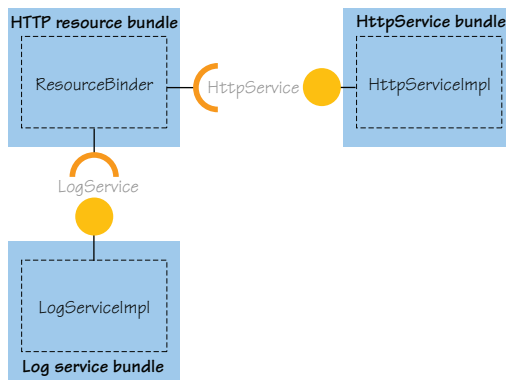 HTTP resource bundle
HttpService bundle
ResourceBinder
HttpService
HttpServiceImpl
LogService
LogServiceImpl
Log service bundle